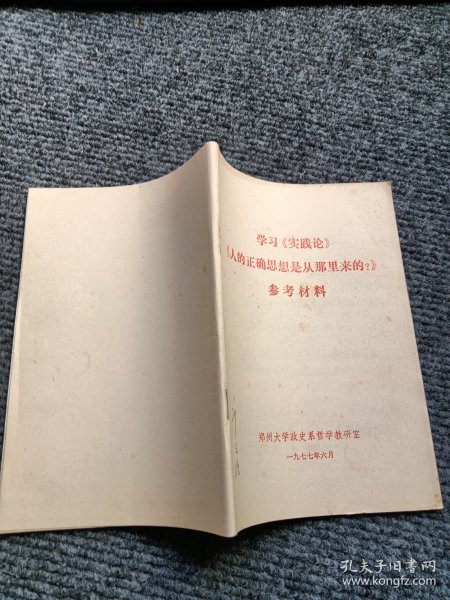 学习《实践论》
《人的正确思想是从那里来的?》
参考材料
郑州大学政史系哲学教研室
一九七七年六月
孔夫子旧书网
www.kongfz.com